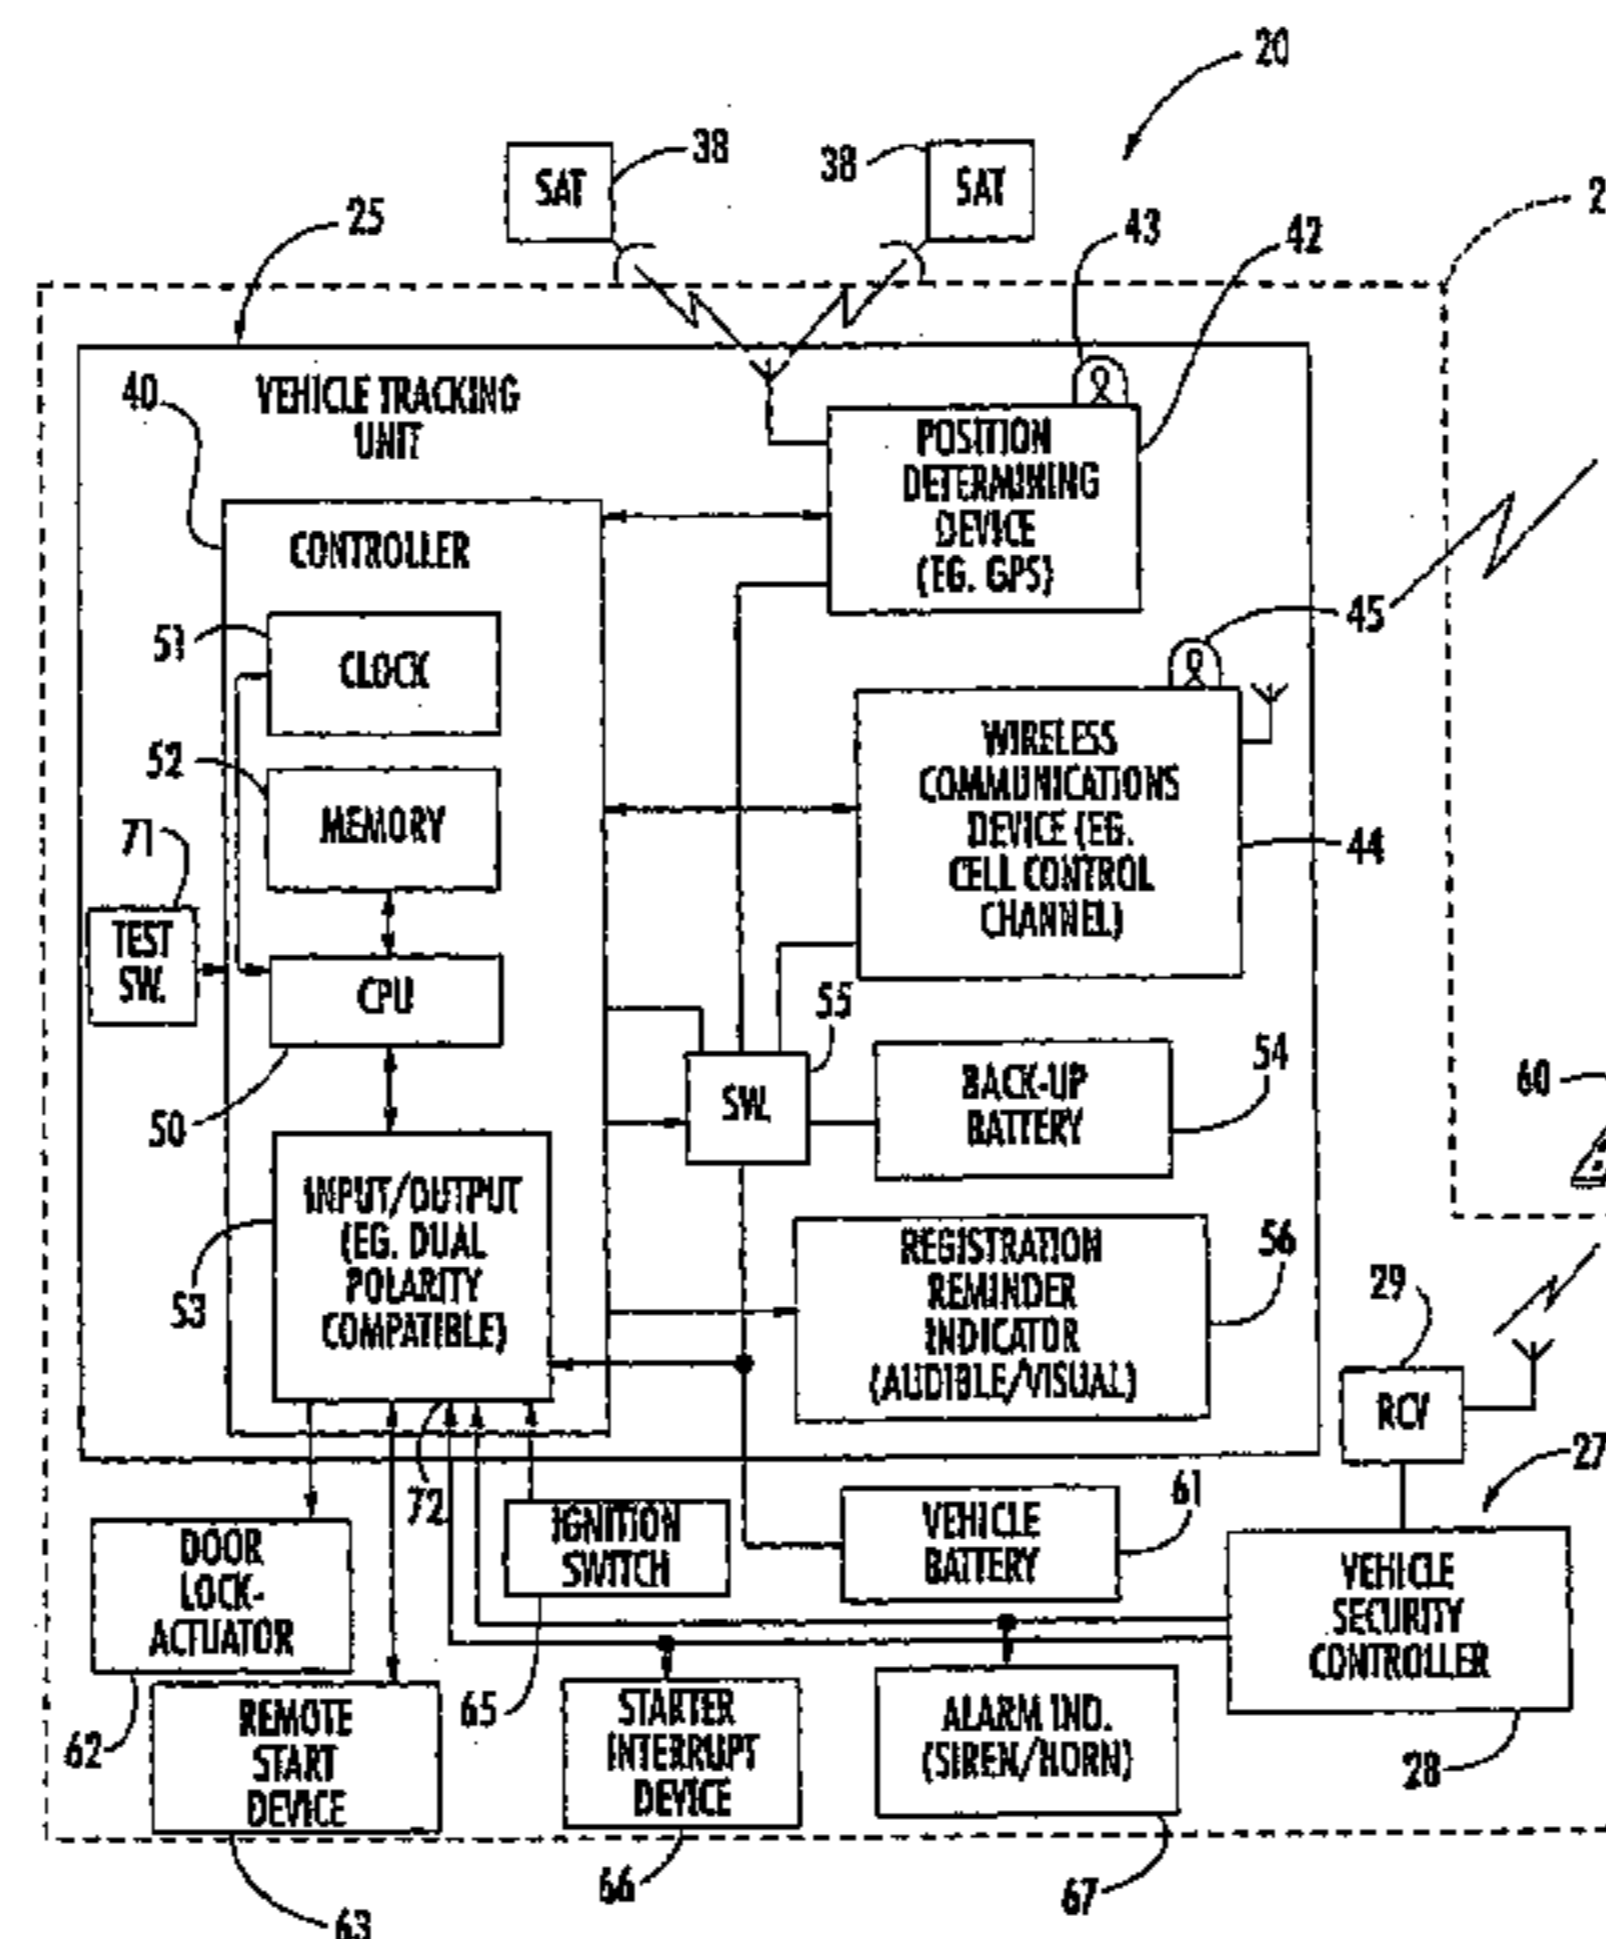 20
SAT
38
38
SAT
2
25
43
42
40
VEHICLE TRACKING
UNIT
POSITION
DETERMINING
DEVICE
(EG. GPS)
CONTROLLER
51
CLOCK
45
52
MEMORY
WIRELESS
COMMUNICATIONS
DEVICE (EG.
CELL CONTROL
CHANNEL)
44
71
TEST
SW.
CPU
50
55
SW.
BACK-UP
BATTERY
54
60
INPUT/OUTPUT
(EG. DUAL
POLARITY
COMPATIBLE)
53
REGISTRATION
REMINDER
INDICATOR
(AUDIBLE/VISUAL)
56
29
RCV
27
72
IGNITION
SWITCH
VEHICLE
BATTERY
61
DOOR
LOCK-
ACTUATOR
VEHICLE
SECURITY
CONTROLLER
62
REMOTE
START
DEVICE
65
STARTER
INTERRUPT
DEVICE
ALARM IND.
(SIREN/HORN)
28
63
66
67